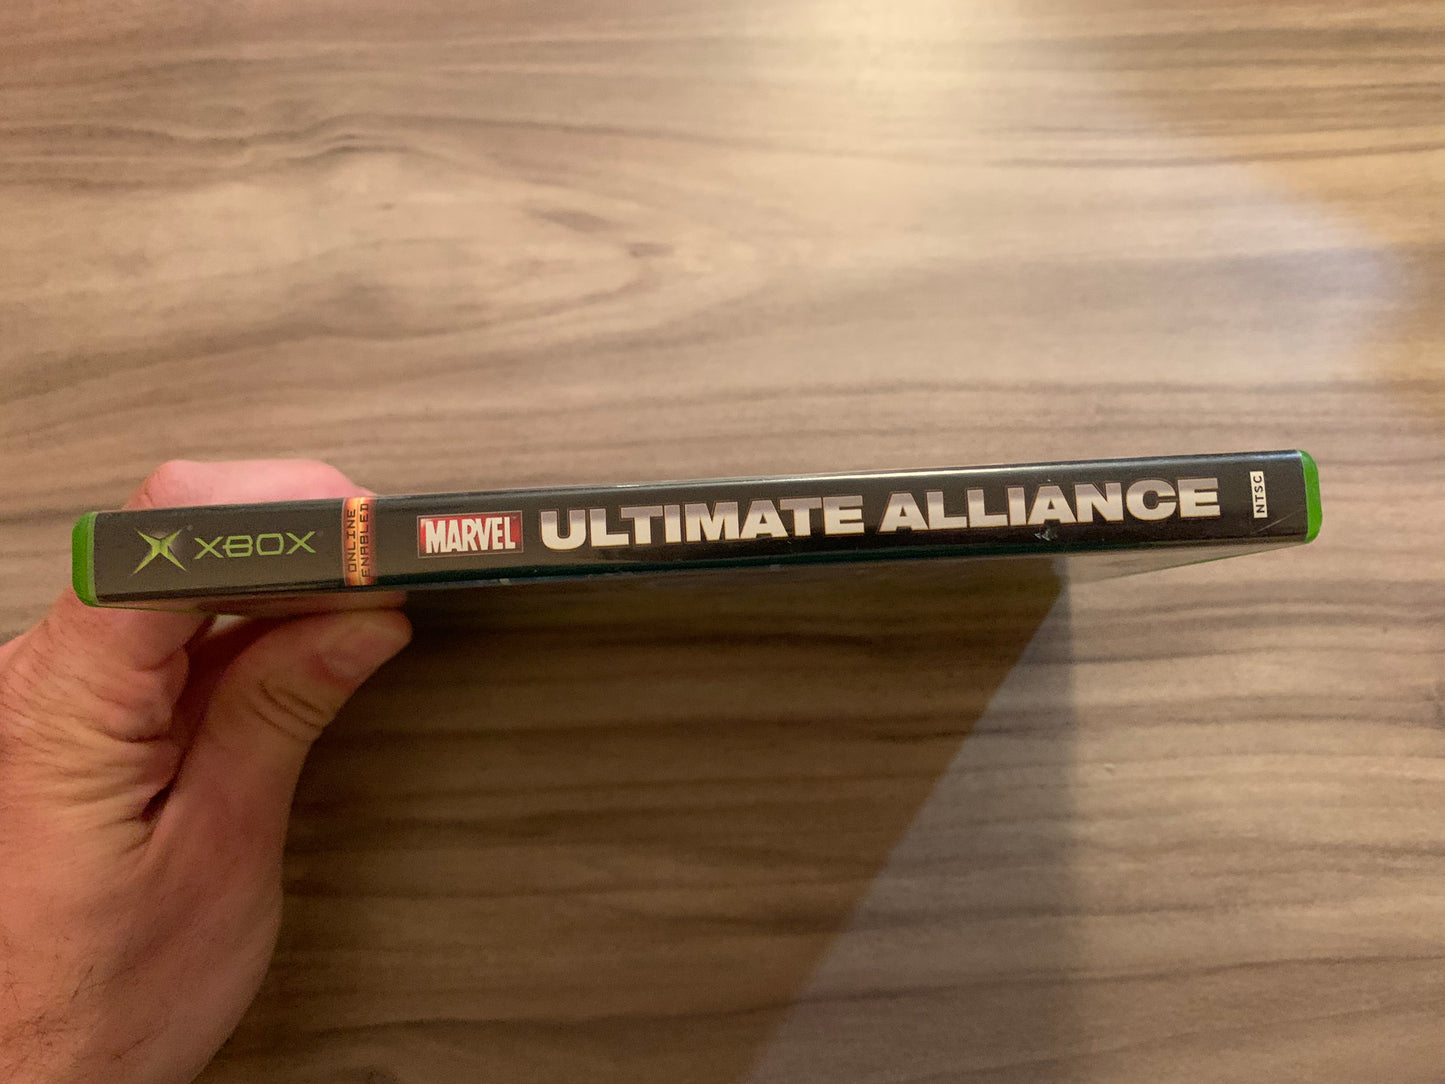 XBOX
ONLINE
ENABLED
MARVEL
ULTIMATE ALLIANCE
NTSC